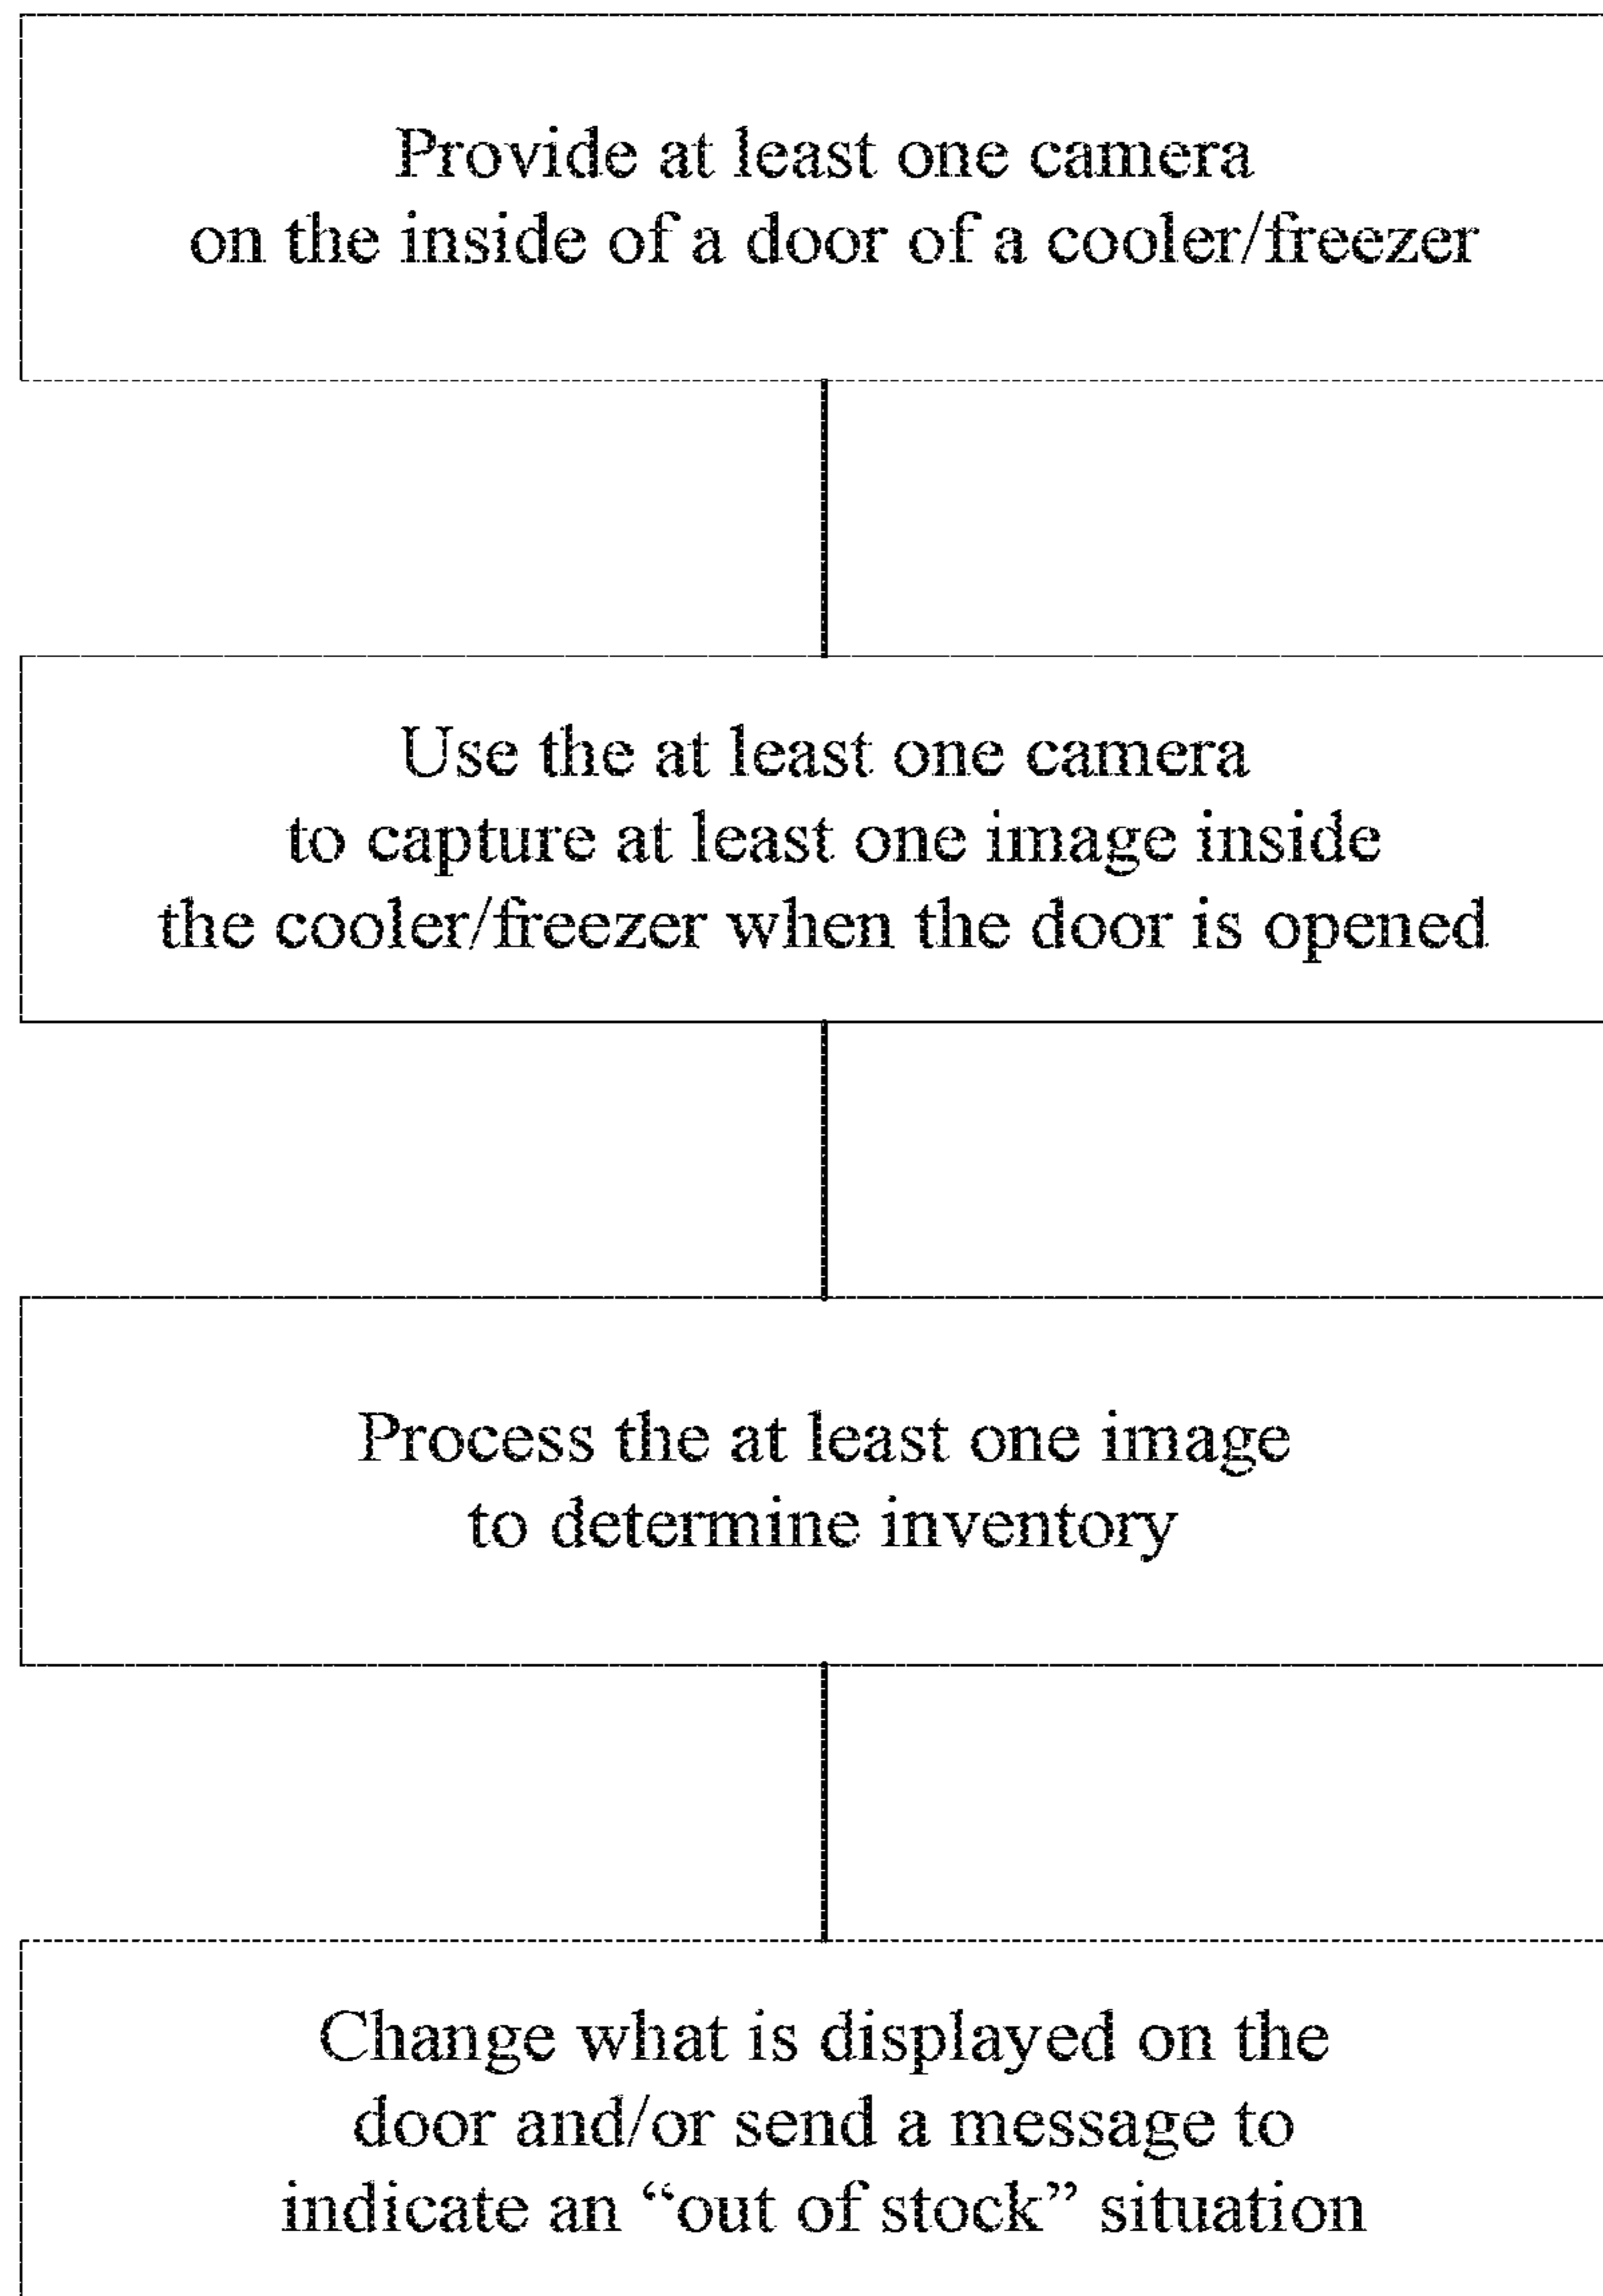 Provide at least one camera
on the inside of a door of a cooler/freezer
Use the at least one camera
to capture at least one image inside
the cooler/freezer when the door is opened
Process the at least one image
to determine inventory
Change what is displayed on the
door and/or send a message to
indicate an “out of stock” situation